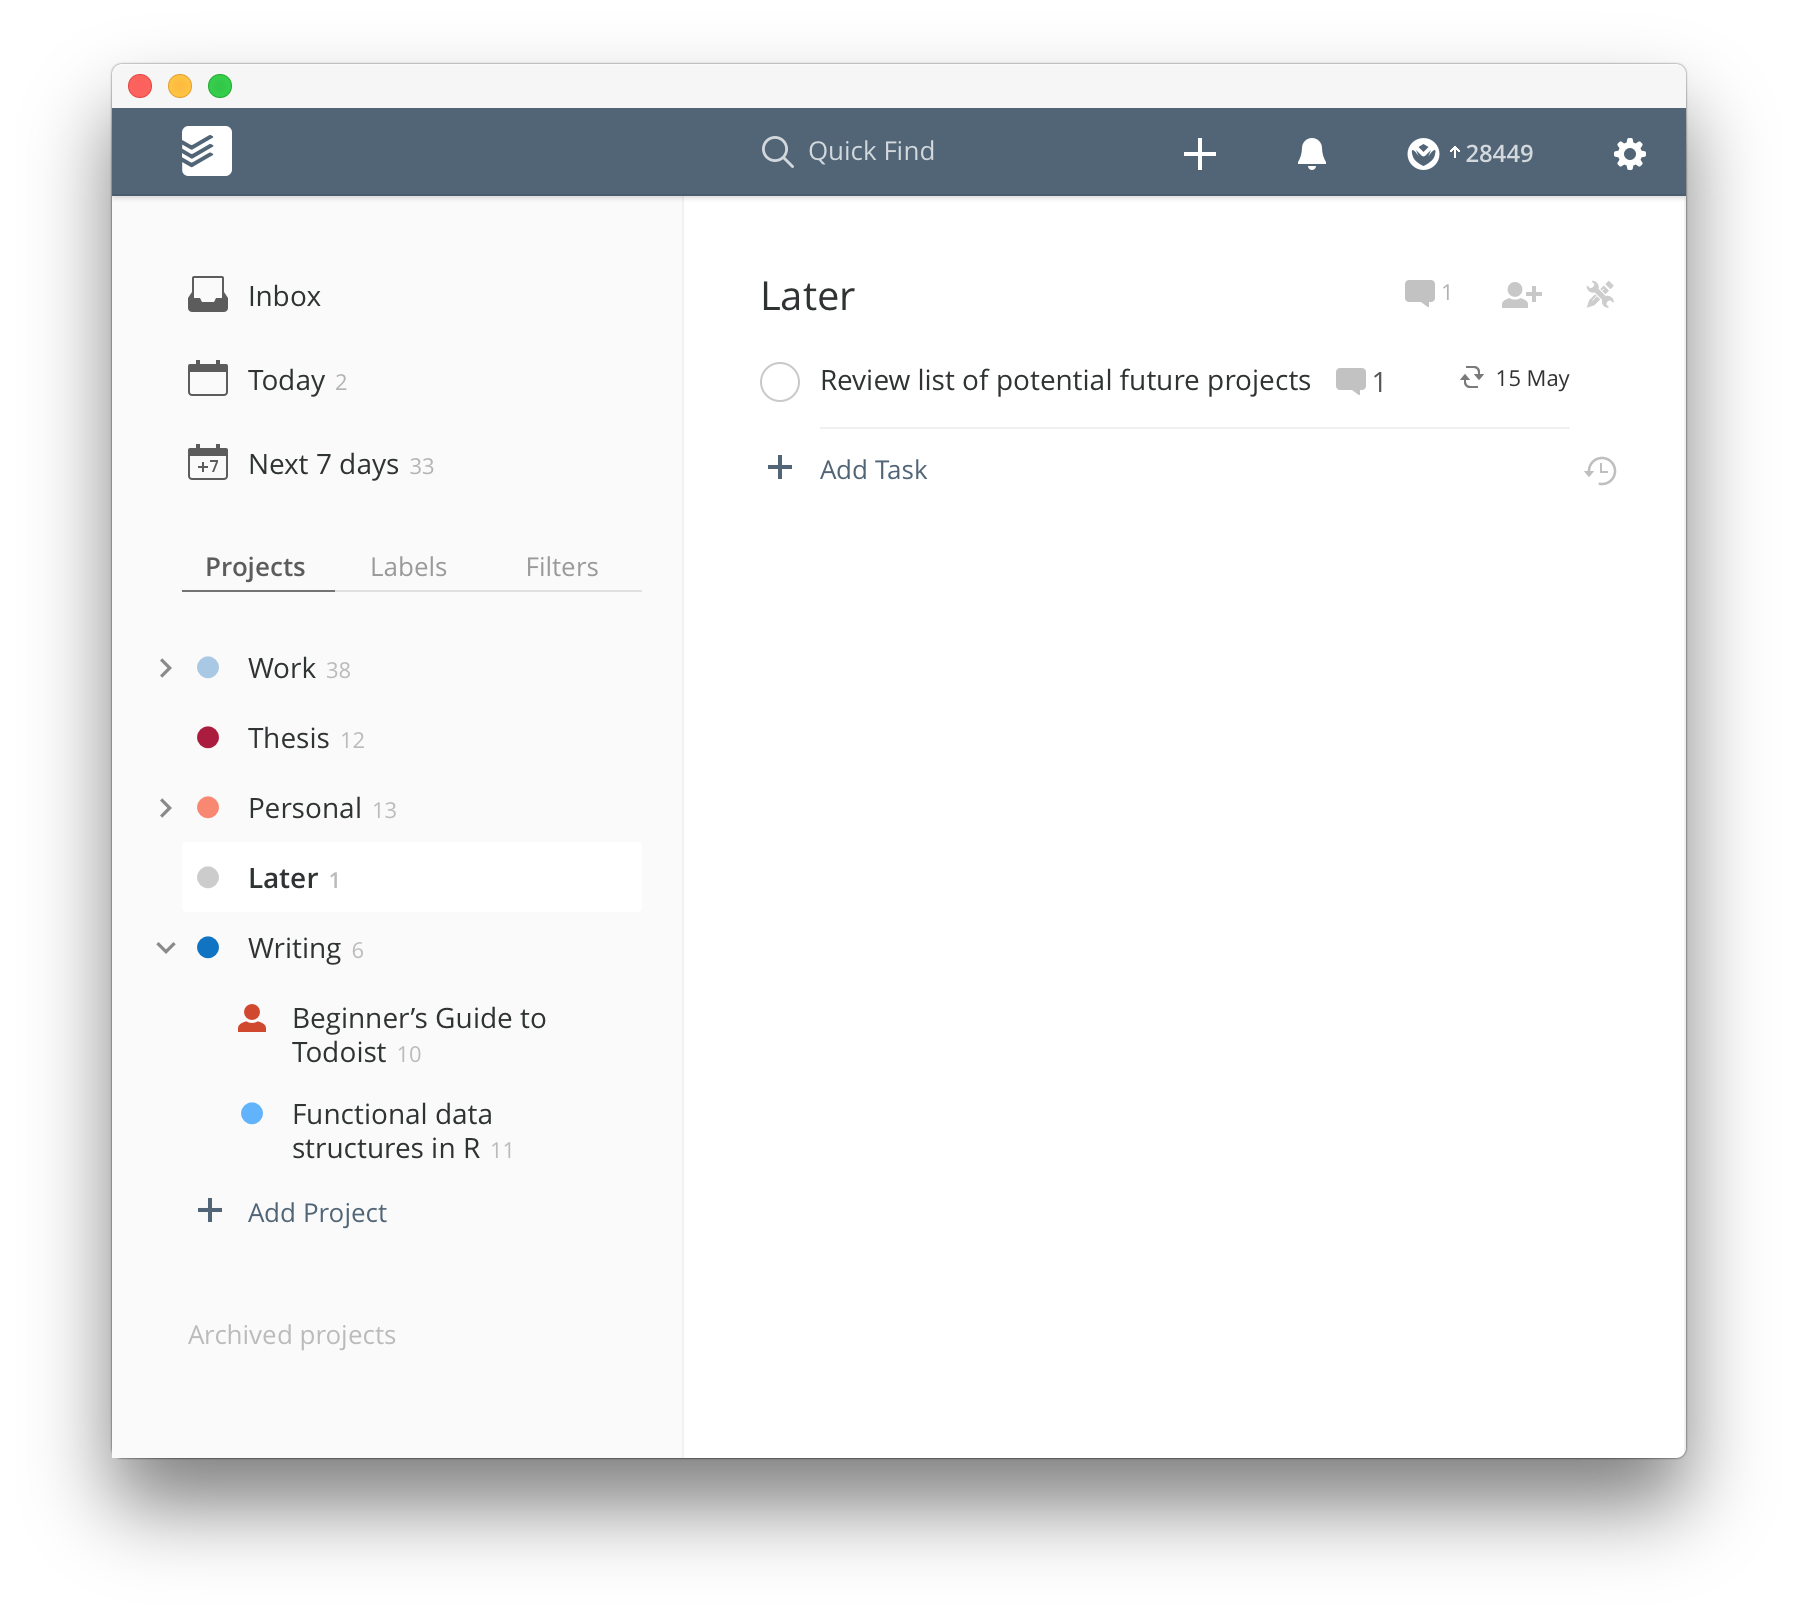 Quick Find
28449
Inbox
Today 2
+7
Next 7 days 33
Projects Labels Filters
Work 38
Thesis 12
Personal 13
Later 1
Writing 6
Beginner’s Guide to
Todoist 10
Functional data
structures in R 11
Add Project
Archived projects
Later
1
Review list of potential future projects 1 15 May
Add Task